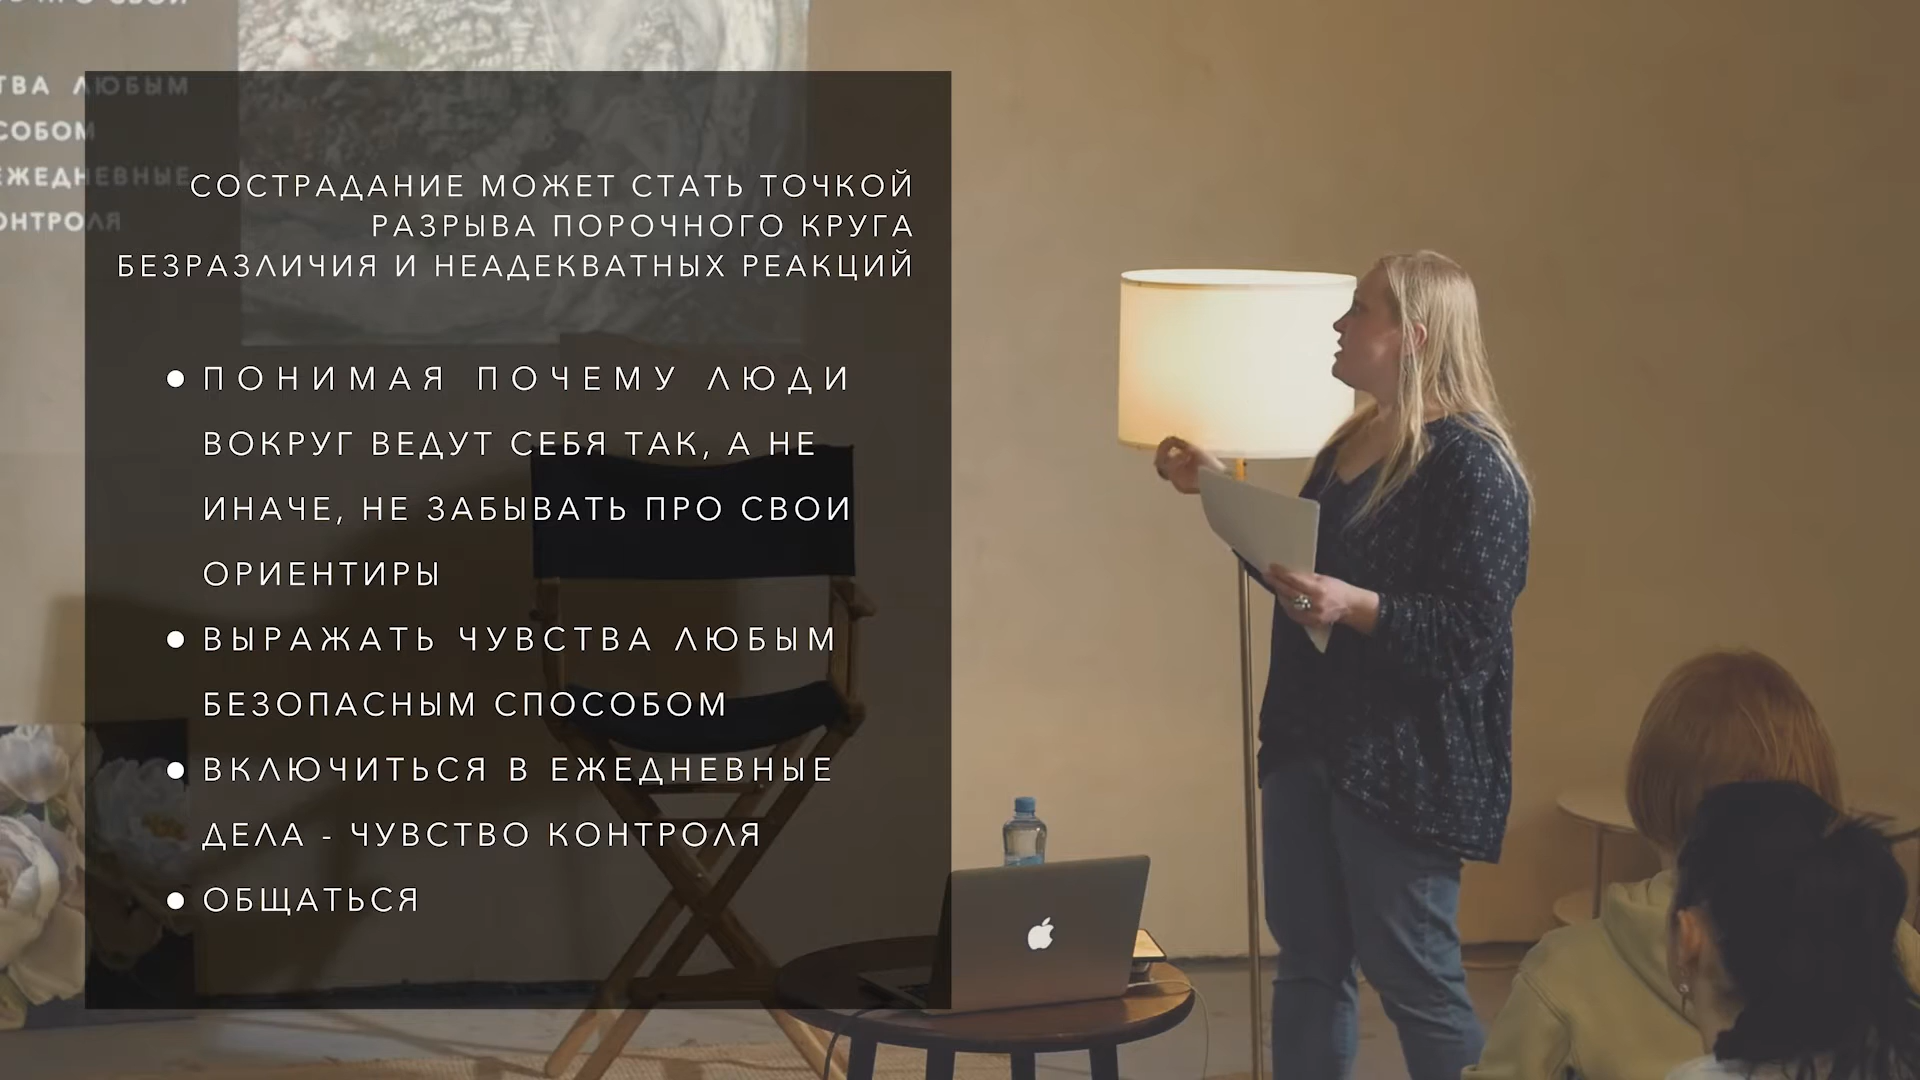 ЛЮБЫМ
СОСТРАДАНИЕ МОЖЕТ СТАТЬ ТОЧКОЙ
РАЗРЫВА ПОРОЧНОГО КРУГА
БЕЗРАЗЛИЧИЯ И НЕАДЕКВАТНЫХ РЕАКЦИЙ
● ПОНИМАЯ ПОЧЕМУ ЛЮДИ
ВОКРУГ ВЕДУТ СЕБЯ ТАК, А НЕ
ИНАЧЕ, НЕ ЗАБЫВАТЬ ПРО СВОИ
ОРИЕНТИРЫ
● ВЫРАЖАТЬ ЧУВСТВА ЛЮБЫМ
БЕЗОПАСНЫМ СПОСОБОМ
● ВКЛЮЧИТЬСЯ В ЕЖЕДНЕВНЫЕ
ДЕЛА - ЧУВСТВО КОНТРОЛЯ
● ОБЩАТЬСЯ